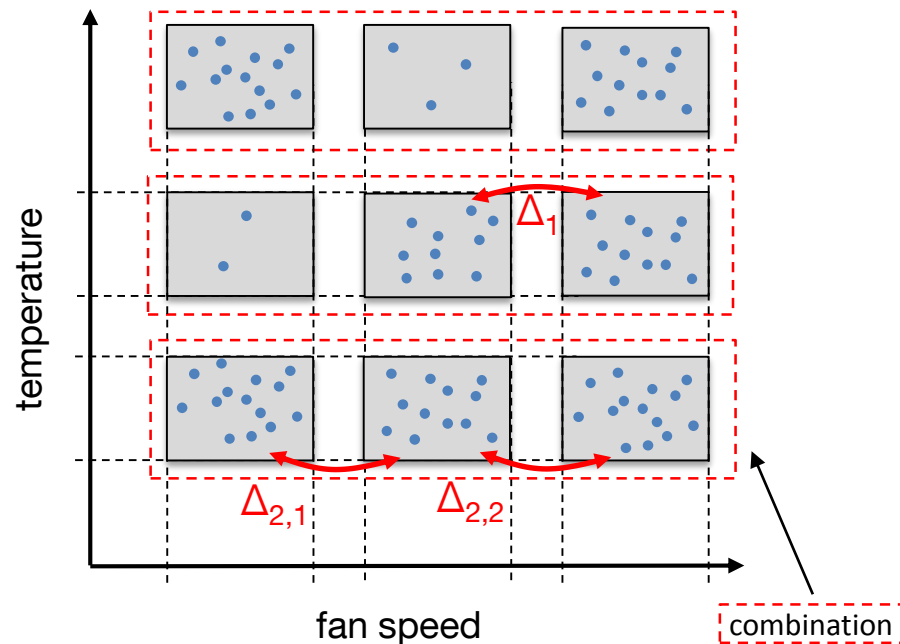 temperature
Δ1
Δ2,1
Δ2,2
fan speed
combination